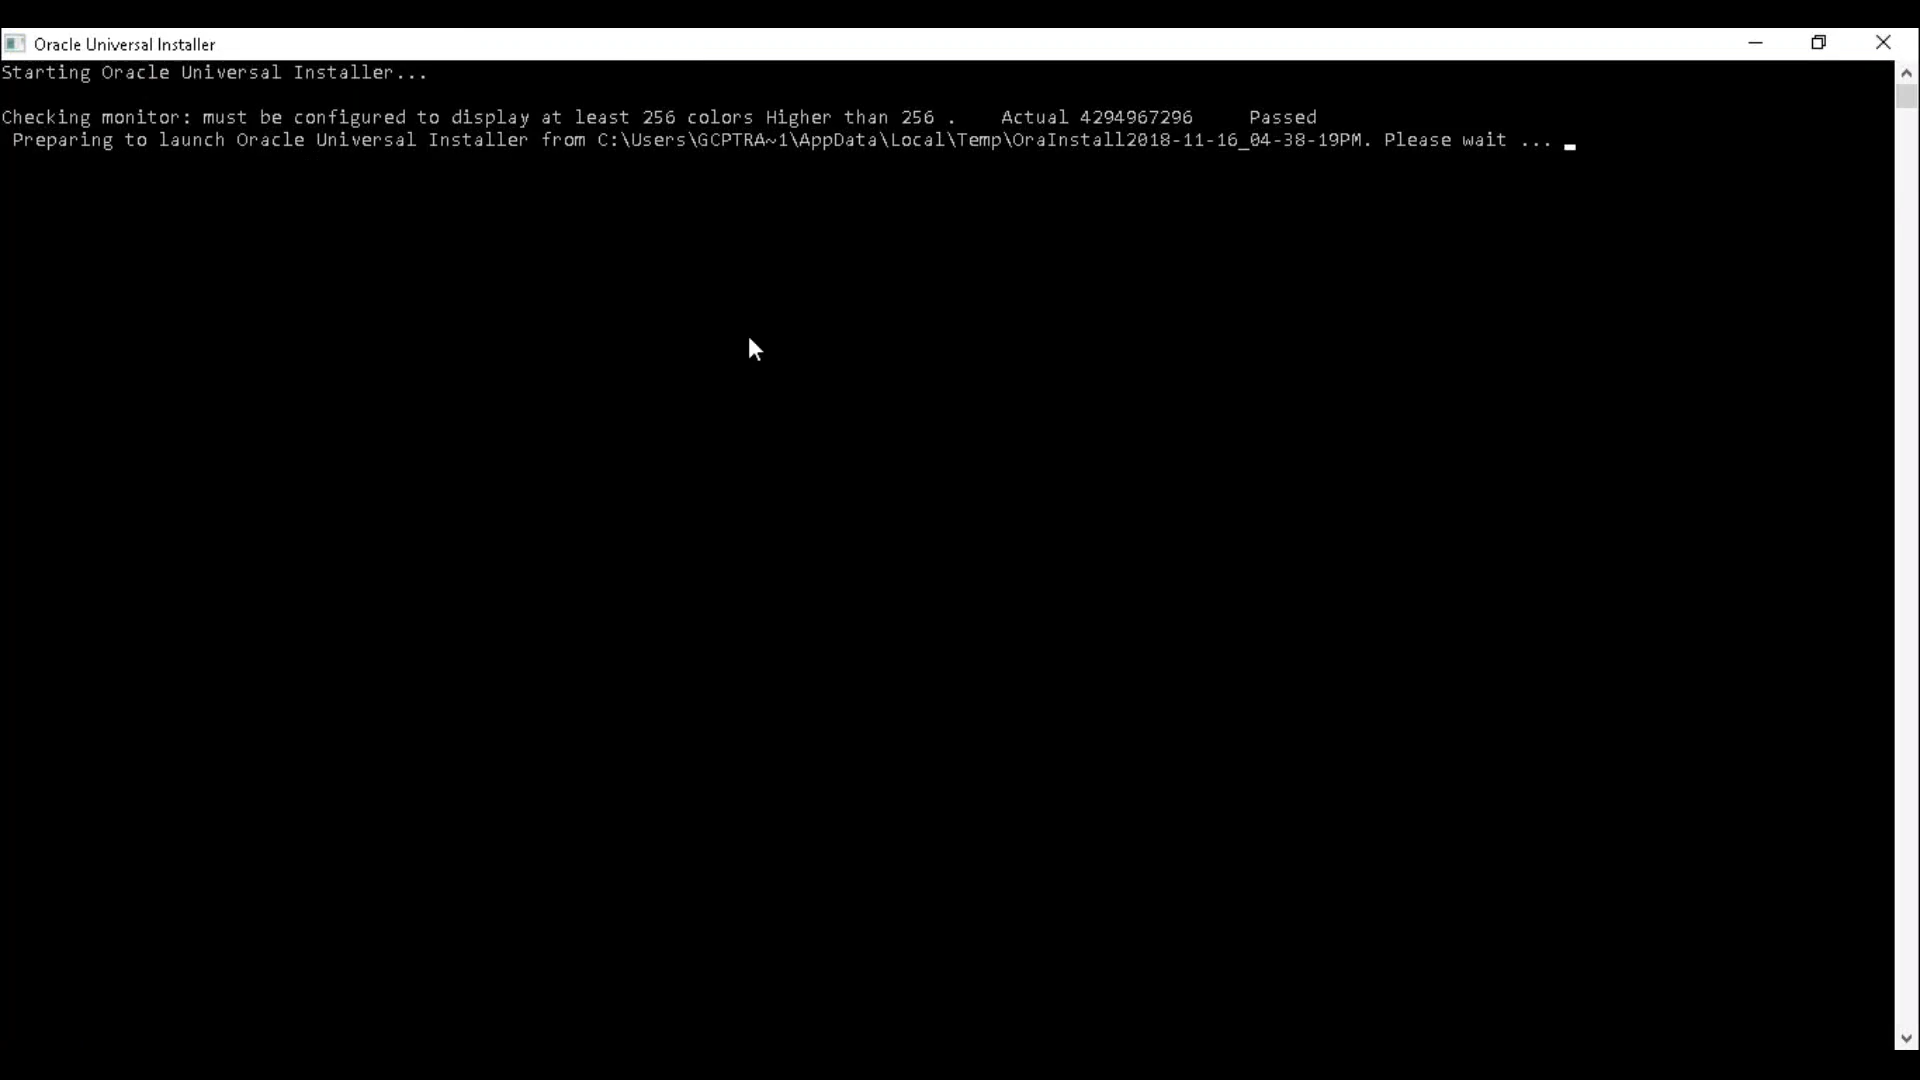 Oracle Universal Installer
Starting Oracle Universal Installer...
Checking monitor: must be configured to display at least 256 colors Higher than 256 .    Actual 4294967296     Passed
Preparing to launch Oracle Universal Installer from C:\Users\GCPTRA~1\AppData\Local\Temp\OraInstall2018-11-16_04-38-19PM. Please wait ...